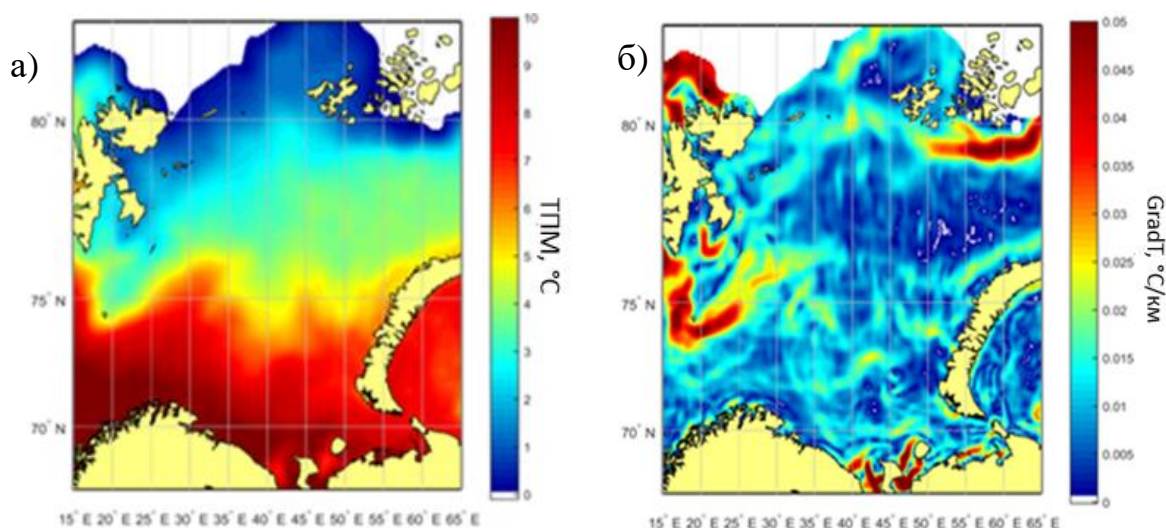 а)
80° N
75° N
70° N
15° E 20° E 25° E 30° E 35° E 40° E 45° E 50° E 55° E 60° E 65° E
10
9
8
7
6
5
4
3
2
1
0
ТПМ, °C
б)
80° N
75° N
70° N
15° E 20° E 25° E 30° E 35° E 40° E 45° E 50° E 55° E 60° E 65° E
0.05
0.045
0.04
0.035
0.03
0.025
0.02
0.015
0.01
0.005
0
GradT, °C/км